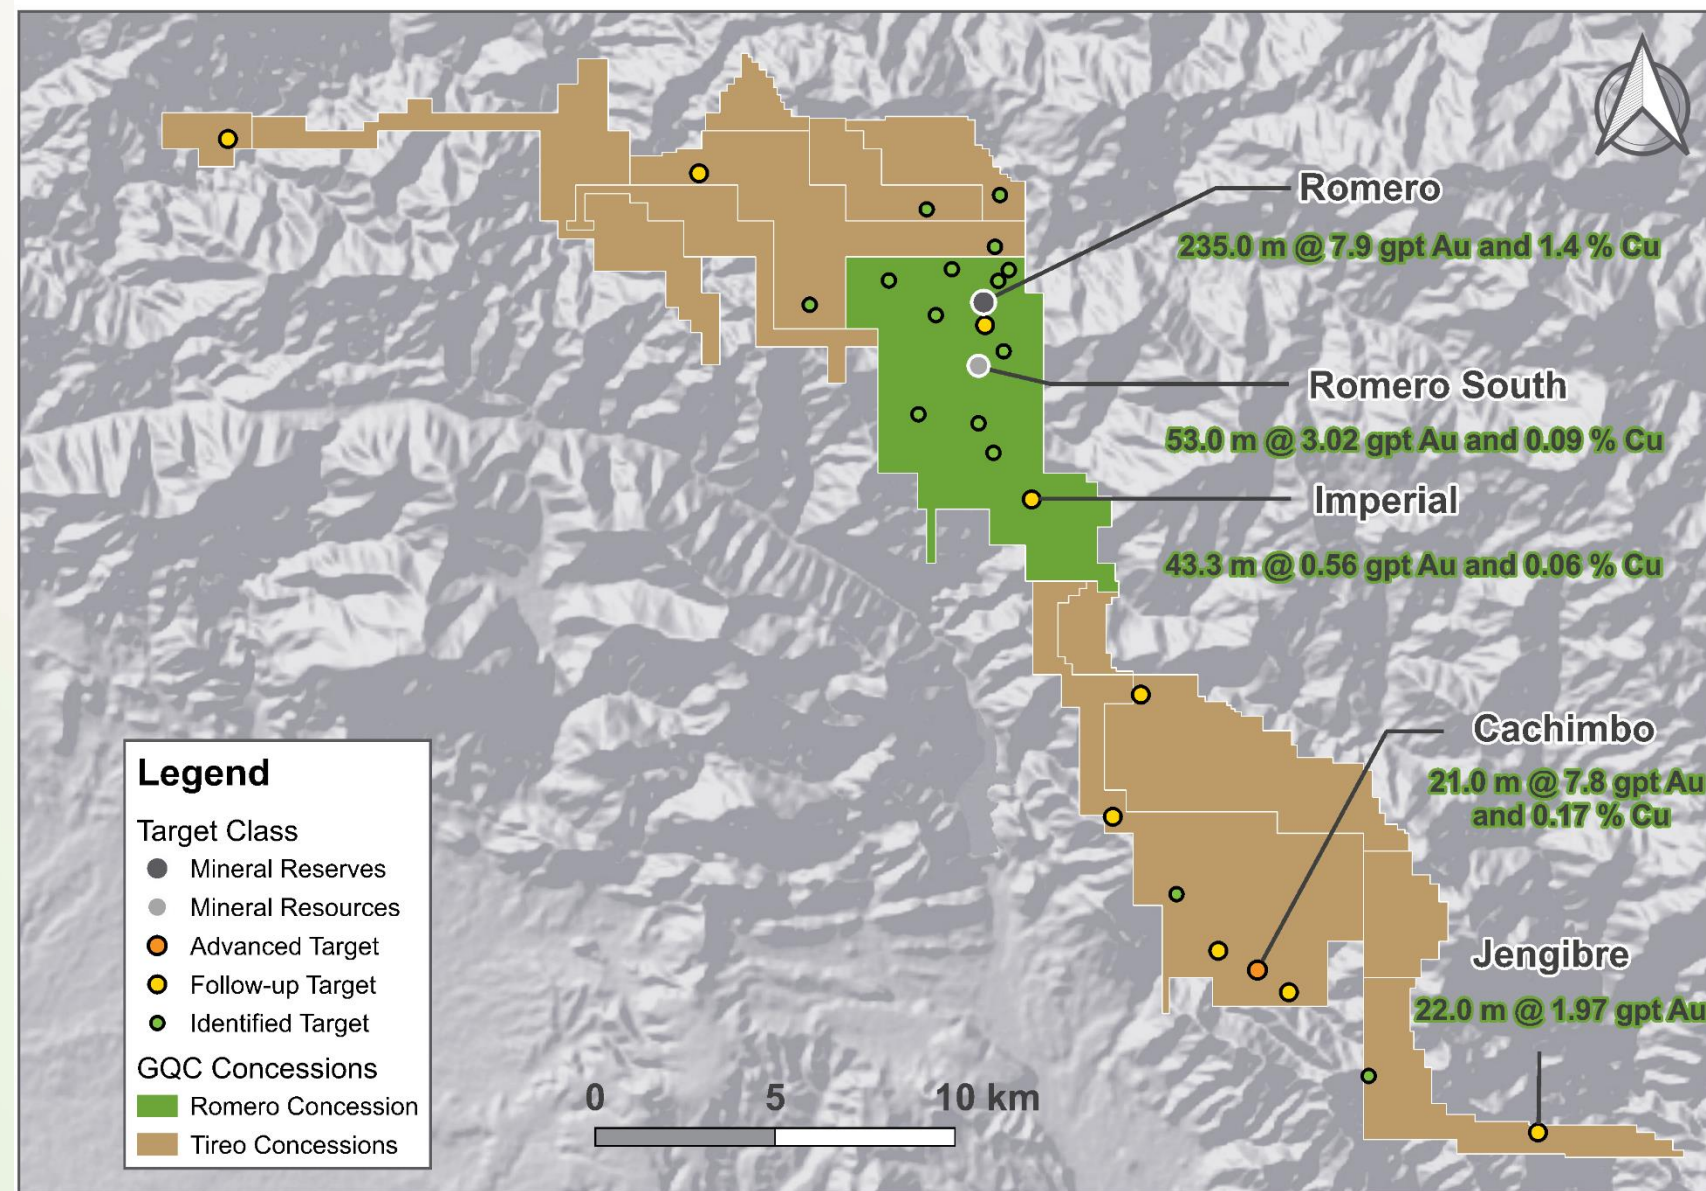 Romero
235.0 m @ 7.9 gpt Au and 1.4 % Cu
Romero South
53.0 m @ 3.02 gpt Au and 0.09 % Cu
Imperial
43.3 m @ 0.56 gpt Au and 0.06 % Cu
Cachimbo
21.0 m @ 7.8 gpt Au
and 0.17 % Cu
Jengibre
22.0 m @ 1.97 gpt Au
Legend
Target Class
Mineral Reserves
Mineral Resources
Advanced Target
Follow-up Target
Identified Target
GQC Concessions
Romero Concession
Tireo Concessions
0 5 10 km